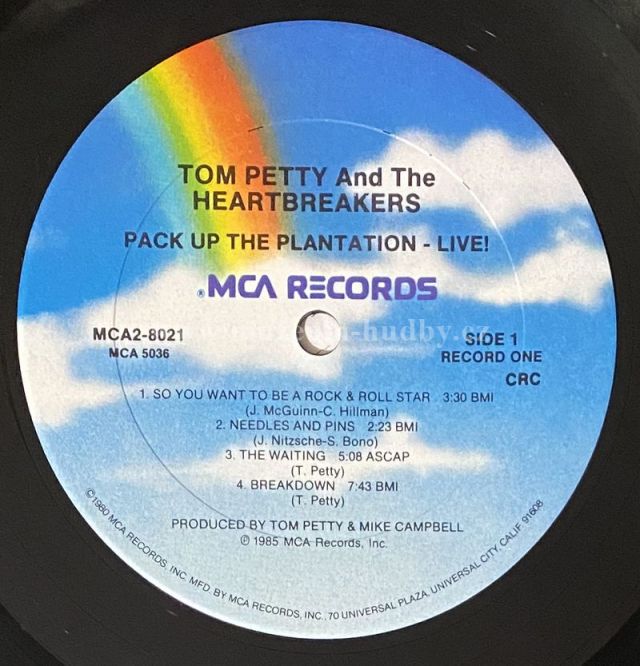 TOM PETTY And The
HEARTBREAKERS
PACK UP THE PLANTATION - LIVE!
®MCA RECORDS
MCA2-8021
MCA 5036
SIDE 1
RECORD ONE
CRC
1. SO YOU WANT TO BE A ROCK & ROLL STAR 3:30 BMI
(J. McGuinn-C. Hillman)
2. NEEDLES AND PINS 2:23 BMI
(J. Nitzsche-S. Bono)
3. THE WAITING 5:08 ASCAP
(T. Petty)
4. BREAKDOWN 7:43 BMI
(T. Petty)
PRODUCED BY TOM PETTY & MIKE CAMPBELL
℗ 1985 MCA Records, Inc.
©1980 MCA RECORDS, INC. MFD. BY MCA RECORDS, INC., 70 UNIVERSAL PLAZA, UNIVERSAL CITY, CALIF. 91608